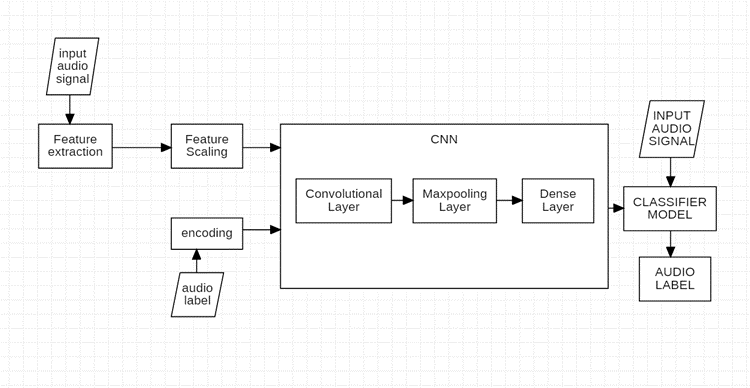 input
audio
signal
Feature
extraction
Feature
Scaling
encoding
audio
label
CNN
Convolutional
Layer
Maxpooling
Layer
Dense
Layer
INPUT
AUDIO
SIGNAL
CLASSIFIER
MODEL
AUDIO
LABEL